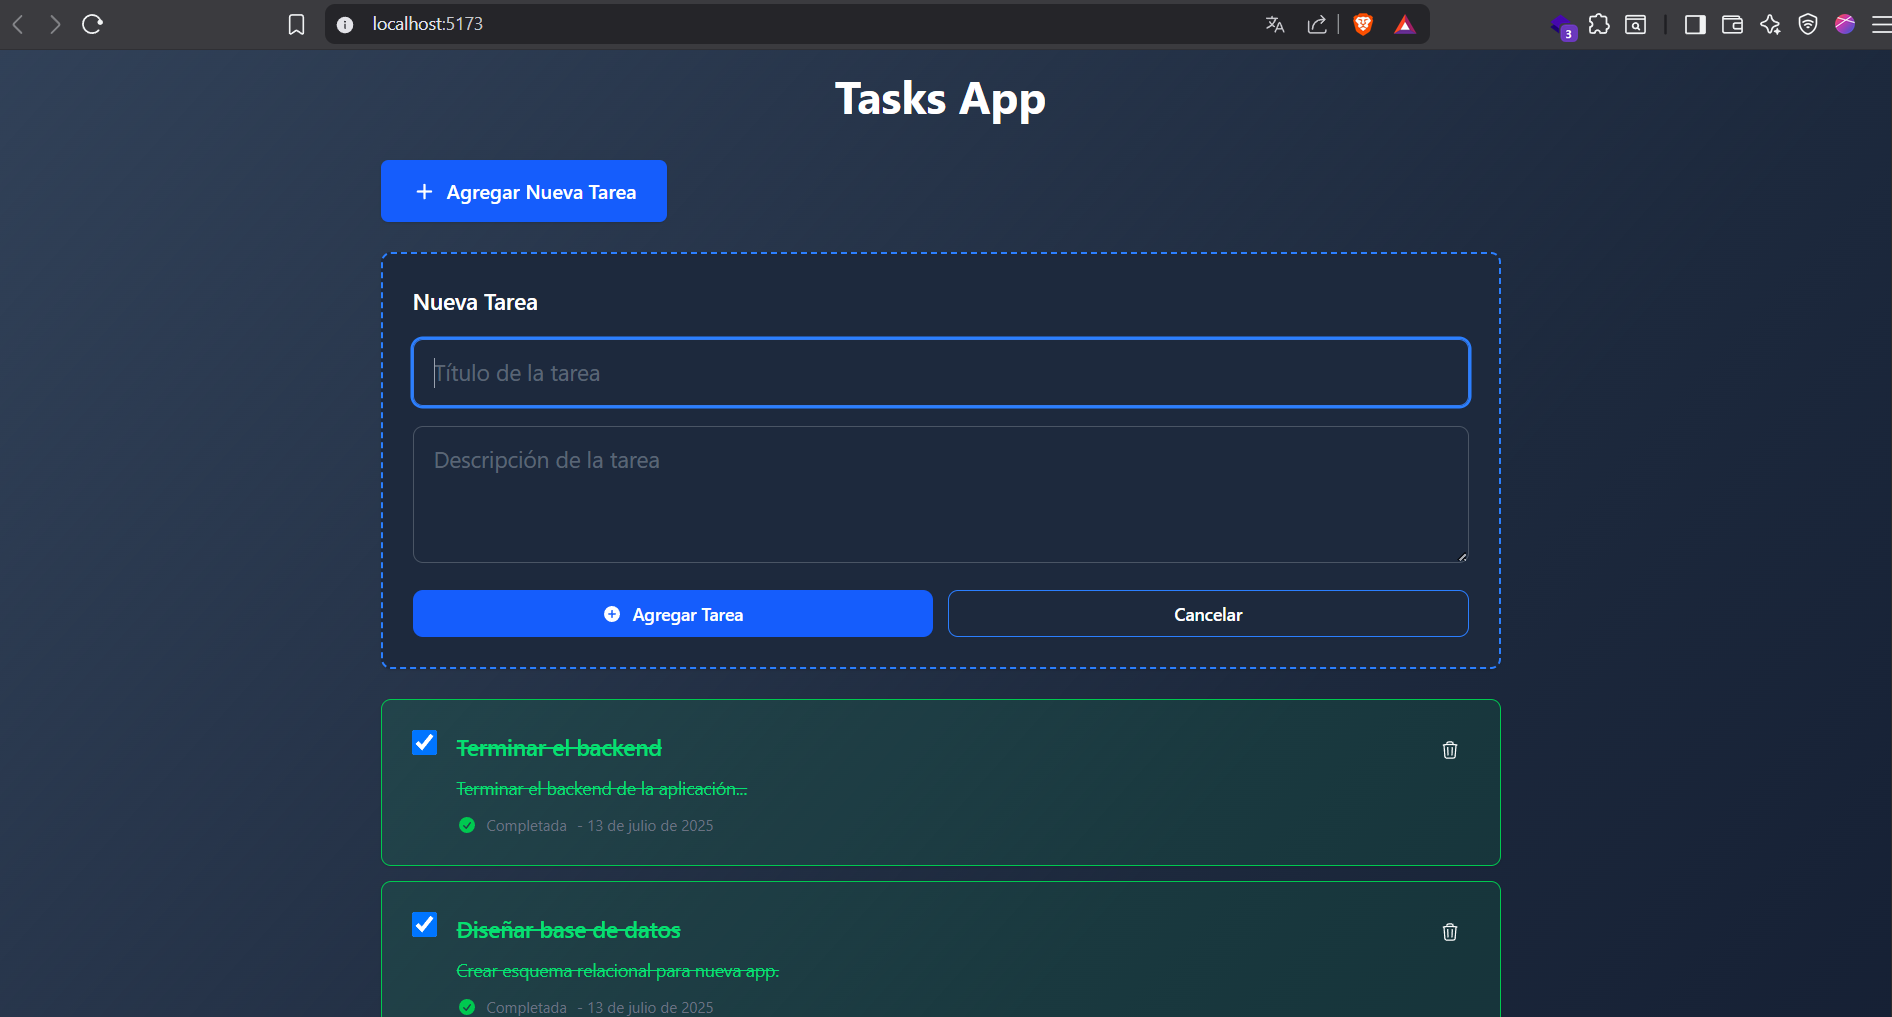 localhost:5173
3
Tasks App
Agregar Nueva Tarea
Nueva Tarea
Título de la tarea
Descripción de la tarea
Agregar Tarea
Cancelar
Terminar el backend
Terminar el backend de la aplicación...
Completada - 13 de julio de 2025
Diseñar base de datos
Crear esquema relacional para nueva app.
Completada - 13 de julio de 2025